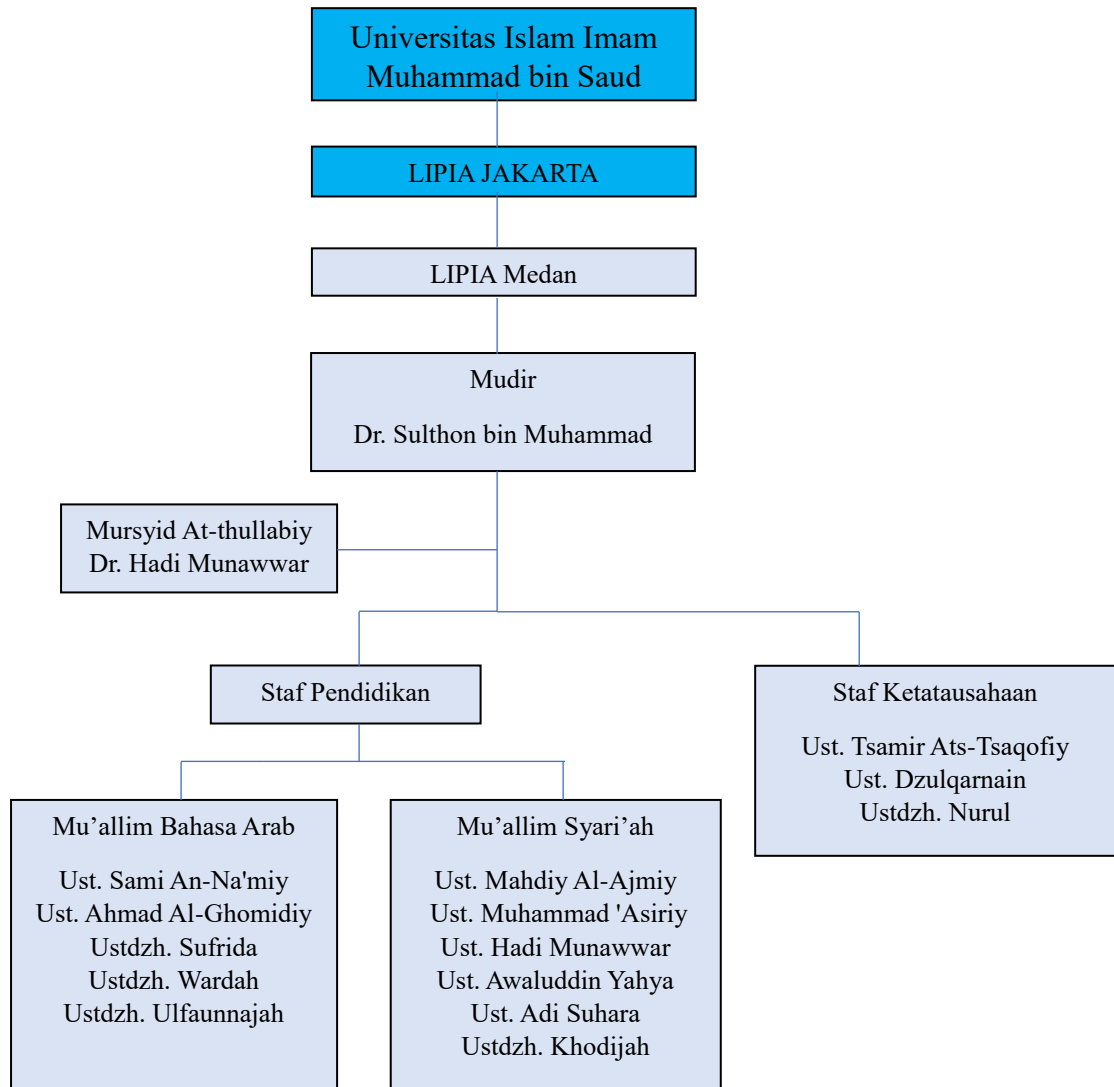 Universitas Islam Imam
Muhammad bin Saud
LIPIA JAKARTA
LIPIA Medan
Mudir
Dr. Sulthon bin Muhammad
Mursyid At-thullabiy
Dr. Hadi Munawwar
Staf Pendidikan
Staf Ketatausahaan
Ust. Tsamir Ats-Tsaqofiy
Ust. Dzulqarnain
Ustdzh. Nurul
Mu’allim Bahasa Arab
Ust. Sami An-Na'miy
Ust. Ahmad Al-Ghomidiy
Ustdzh. Sufrida
Ustdzh. Wardah
Ustdzh. Ulfaunnajah
Mu’allim Syari’ah
Ust. Mahdiy Al-Ajmiy
Ust. Muhammad 'Asiriy
Ust. Hadi Munawwar
Ust. Awaluddin Yahya
Ust. Adi Suhara
Ustdzh. Khodijah